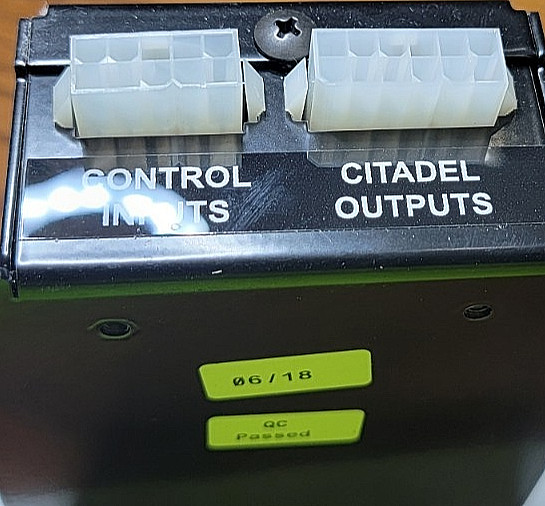 CONTROL
INPUTS
CITADEL
OUTPUTS
06/18
QC
Passed